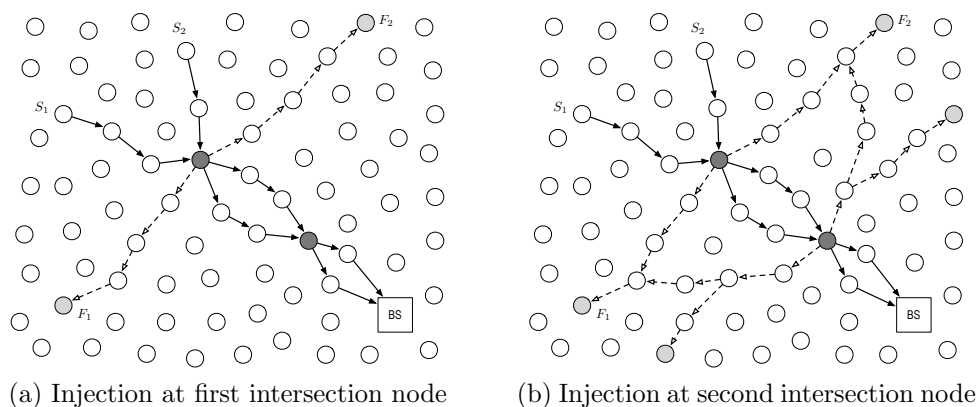 F2
S2
S1
F1
BS
(a) Injection at first intersection node
F2
S2
S1
F1
BS
(b) Injection at second intersection node